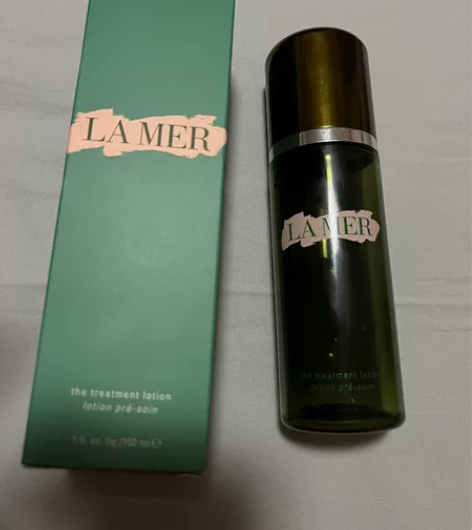 LA MER
the treatment lotion
lotion pré-soin
5 fl. oz. liq./150 ml ℮
LA MER
the treatment lotion
lotion pré-soin